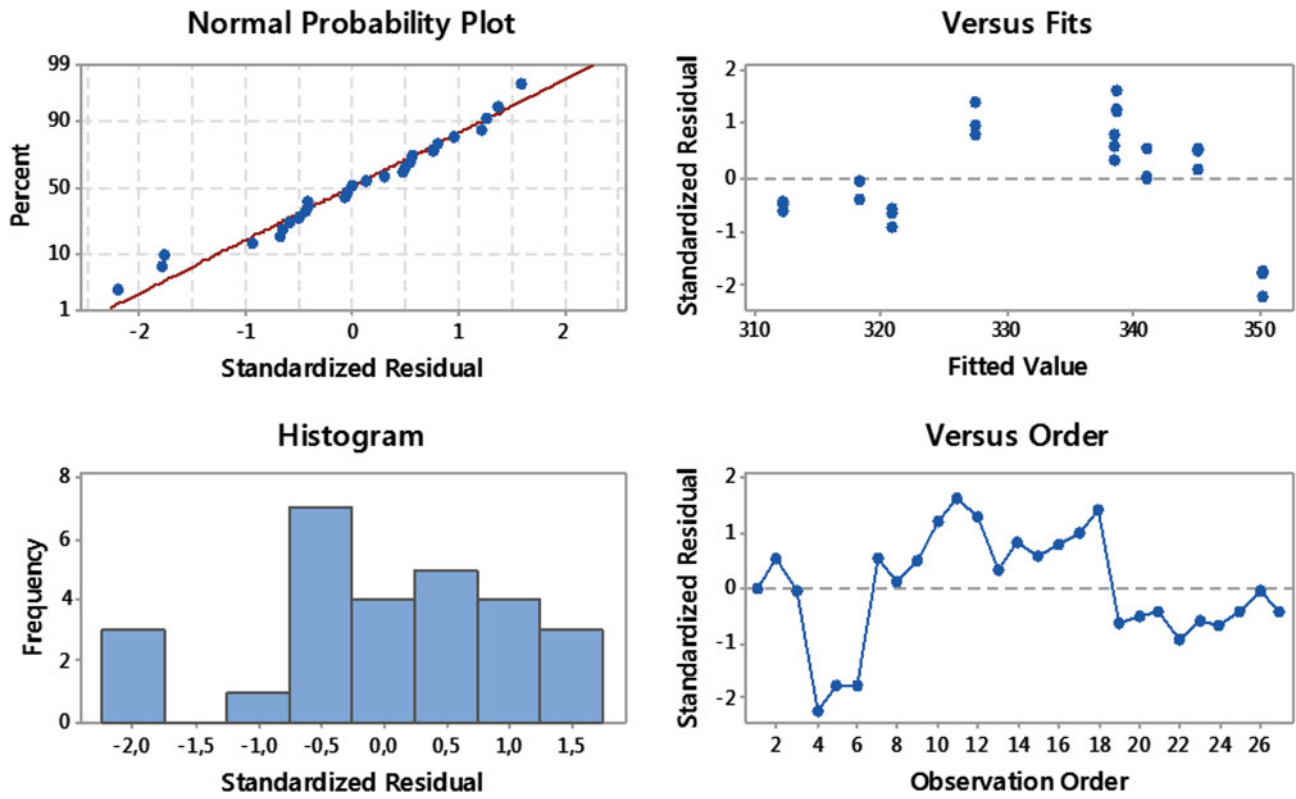 Normal Probability Plot
Percent
99
90
50
10
1
-2 -1 0 1 2
Standardized Residual
Versus Fits
Standardized Residual
2
1
0
-1
-2
310 320 330 340 350
Fitted Value
Histogram
Frequency
8
6
4
2
0
-2,0 -1,5 -1,0 -0,5 0,0 0,5 1,0 1,5
Standardized Residual
Versus Order
Standardized Residual
2
1
0
-1
-2
2 4 6 8 10 12 14 16 18 20 22 24 26
Observation Order